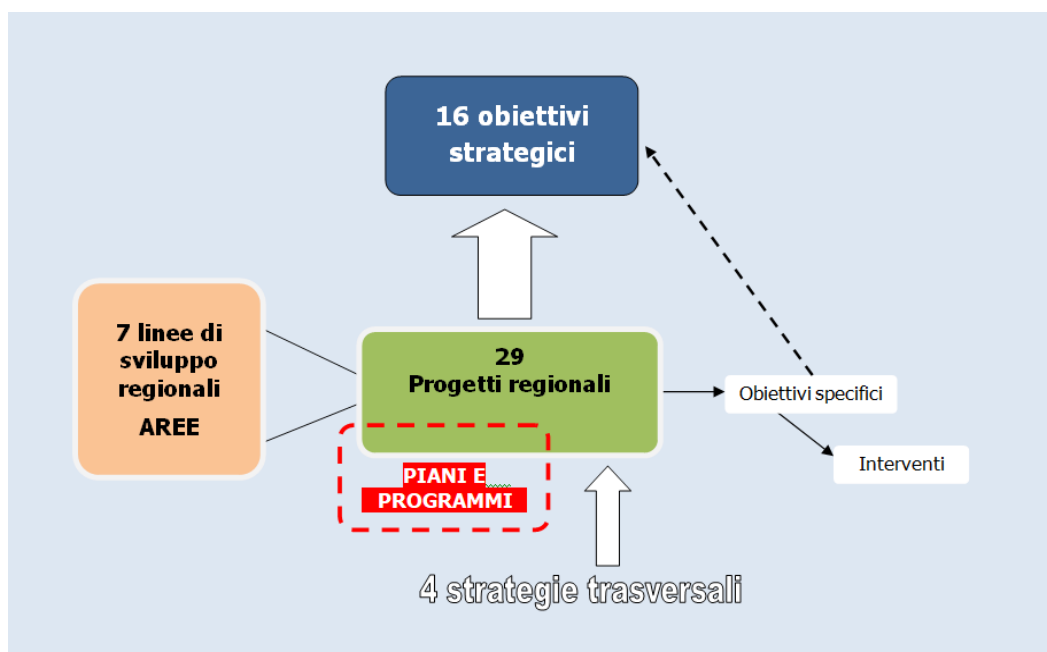 16 obiettivi
strategici
7 linee di
sviluppo
regionali
AREE
29
Progetti regionali
Obiettivi specifici
Interventi
PIANI E
PROGRAMMI
4 strategie trasversali